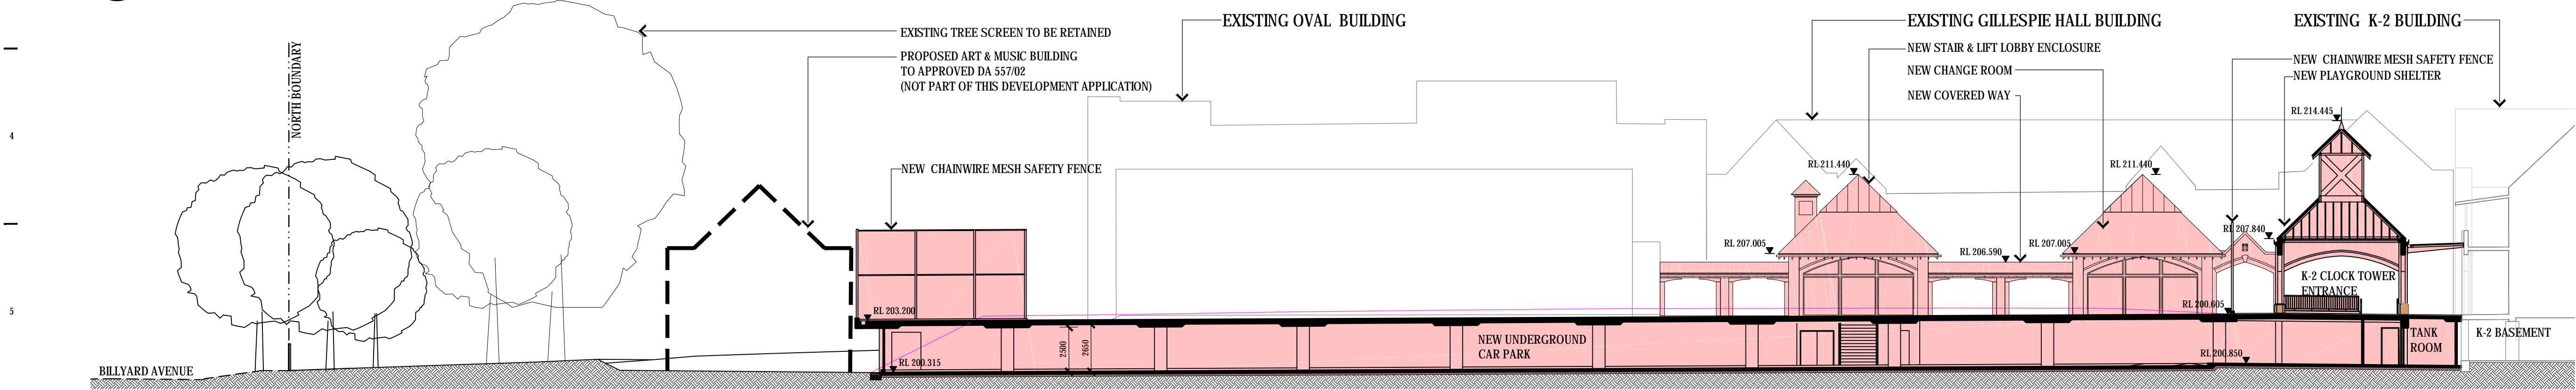 EXISTING OVAL BUILDING
EXISTING GILLESPIE HALL BUILDING
EXISTING K-2 BUILDING
EXISTING TREE SCREEN TO BE RETAINED
PROPOSED ART & MUSIC BUILDING
TO APPROVED DA 557/02
(NOT PART OF THIS DEVELOPMENT APPLICATION)
NEW STAIR & LIFT LOBBY ENCLOSURE
NEW CHANGE ROOM
NEW COVERED WAY
NEW CHAINWIRE MESH SAFETY FENCE
NEW PLAYGROUND SHELTER
NORTH BOUNDARY
4
RL 214.445
NEW CHAINWIRE MESH SAFETY FENCE
RL 211.440
RL 211.440
RL 207.840
RL 207.005
RL 206.590
RL 207.005
K-2 CLOCK TOWER
ENTRANCE
5
RL 203.200
RL 200.605
2500
2650
NEW UNDERGROUND
CAR PARK
TANK
ROOM
K-2 BASEMENT
RL 200.315
RL 200.850
BILLYARD AVENUE